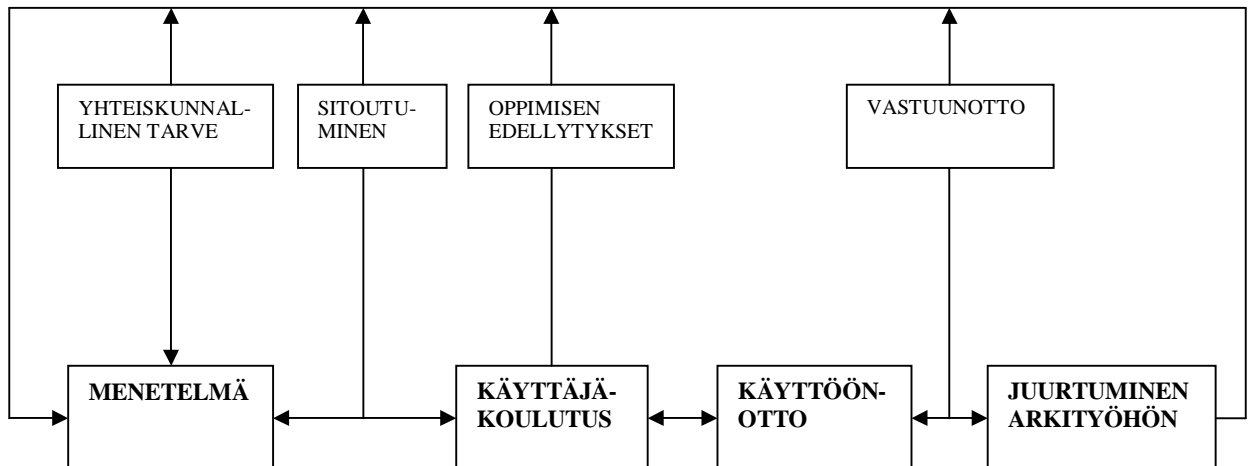 YHTEISKUNNAL-
LINEN TARVE
SITOUTU-
MINEN
OPPIMISEN
EDELLYTYKSET
VASTUUNOTTO
MENETELMÄ
KÄYTTÄJÄ-
KOULUTUS
KÄYTTÖÖN-
OTTO
JUURTUMINEN
ARKITYÖHÖN